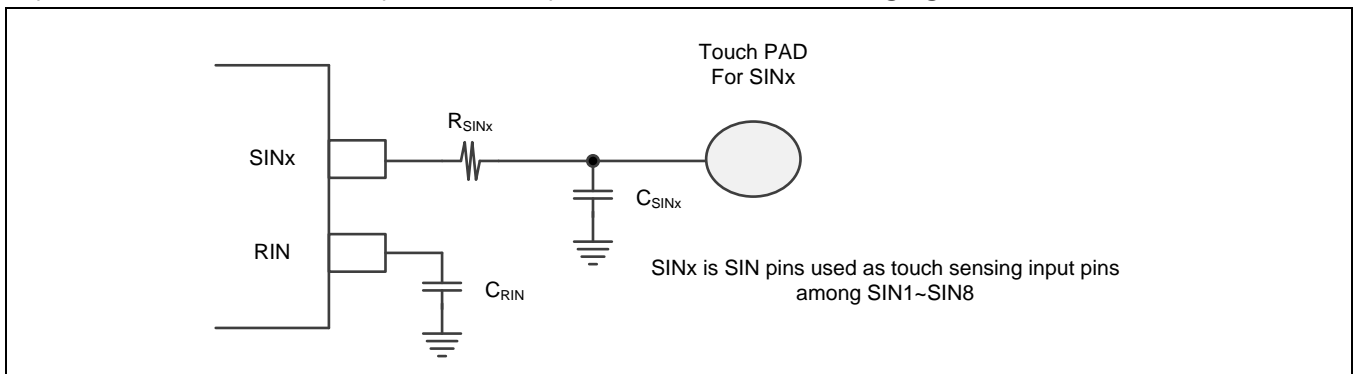 Touch PAD
For SINx
R_SINx
SINx
C_SINx
RIN
SINx is SIN pins used as touch sensing input pins
among SIN1~SIN8
C_RIN